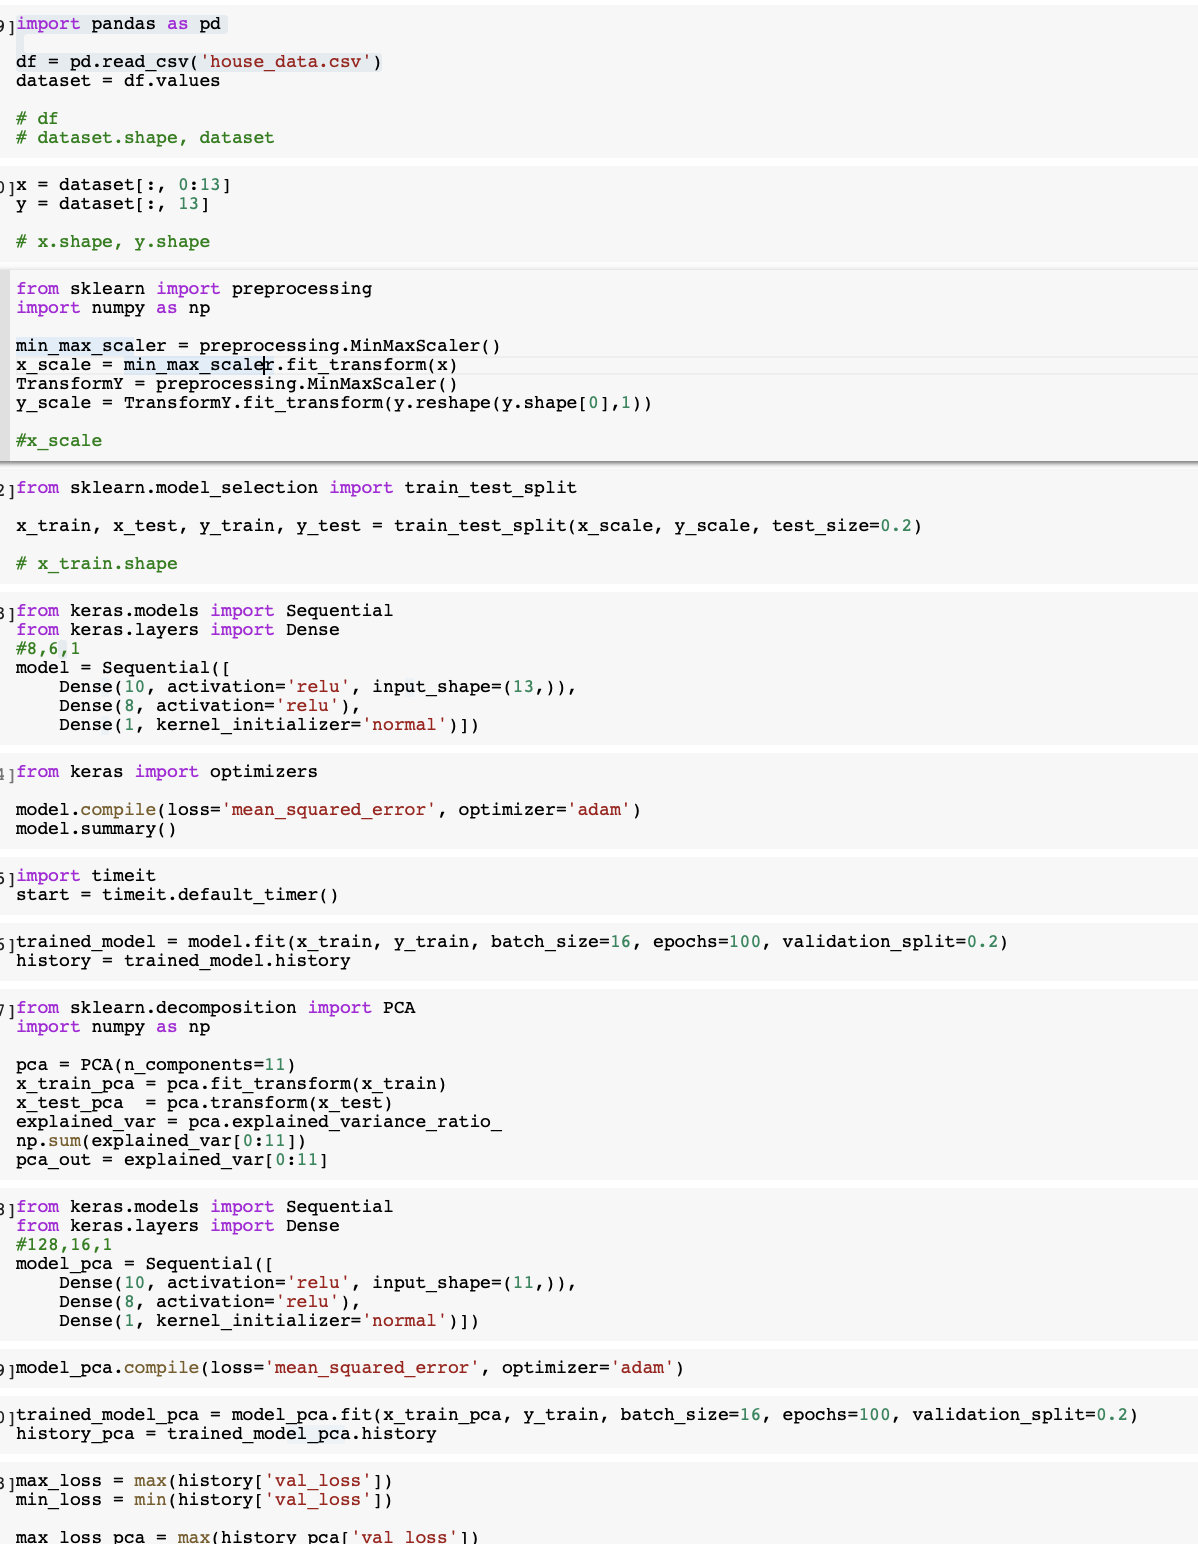 9]import pandas as pd
df = pd.read_csv('house_data.csv')
dataset = df.values
# df
# dataset.shape, dataset
0]x = dataset[:, 0:13]
y = dataset[:, 13]
# x.shape, y.shape
from sklearn import preprocessing
import numpy as np
min_max_scaler = preprocessing.MinMaxScaler()
x_scale = min_max_scaler.fit_transform(x)
TransformY = preprocessing.MinMaxScaler()
y_scale = TransformY.fit_transform(y.reshape(y.shape[0],1))
#x_scale
2]from sklearn.model_selection import train_test_split
x_train, x_test, y_train, y_test = train_test_split(x_scale, y_scale, test_size=0.2)
# x_train.shape
3]from keras.models import Sequential
from keras.layers import Dense
#8,6,1
model = Sequential([
    Dense(10, activation='relu', input_shape=(13,)),
    Dense(8, activation='relu'),
    Dense(1, kernel_initializer='normal')])
4]from keras import optimizers
model.compile(loss='mean_squared_error', optimizer='adam')
model.summary()
5]import timeit
start = timeit.default_timer()
6]trained_model = model.fit(x_train, y_train, batch_size=16, epochs=100, validation_split=0.2)
history = trained_model.history
7]from sklearn.decomposition import PCA
import numpy as np
pca = PCA(n_components=11)
x_train_pca = pca.fit_transform(x_train)
x_test_pca  = pca.transform(x_test)
explained_var = pca.explained_variance_ratio_
np.sum(explained_var[0:11])
pca_out = explained_var[0:11]
8]from keras.models import Sequential
from keras.layers import Dense
#128,16,1
model_pca = Sequential([
    Dense(10, activation='relu', input_shape=(11,)),
    Dense(8, activation='relu'),
    Dense(1, kernel_initializer='normal')])
9]model_pca.compile(loss='mean_squared_error', optimizer='adam')
0]trained_model_pca = model_pca.fit(x_train_pca, y_train, batch_size=16, epochs=100, validation_split=0.2)
history_pca = trained_model_pca.history
3]max_loss = max(history['val_loss'])
min_loss = min(history['val_loss'])
max_loss_pca = max(history_pca['val_loss'])